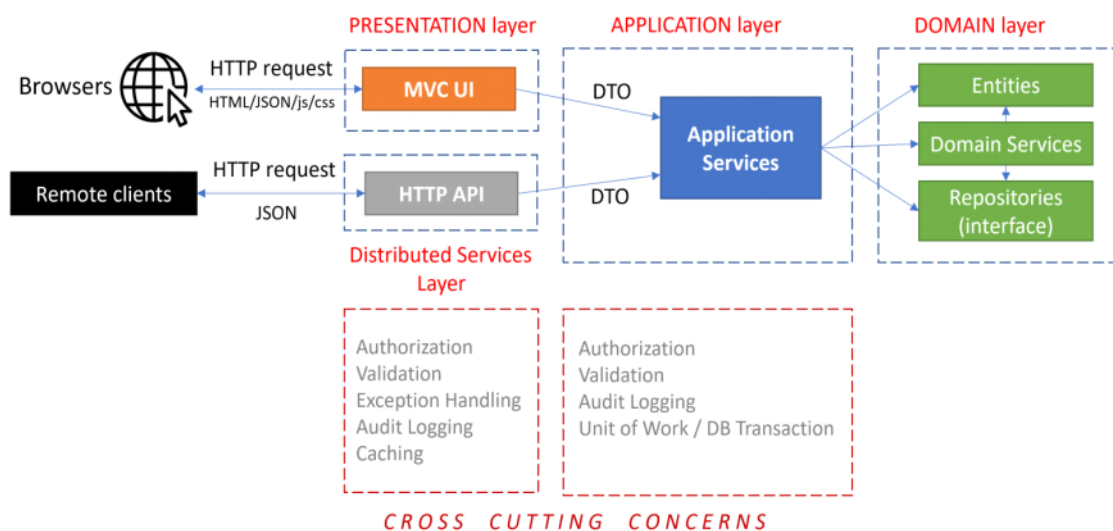 PRESENTATION layer
APPLICATION layer
DOMAIN layer
Browsers
HTTP request
HTML/JSON/js/css
MVC UI
DTO
Application
Services
Entities
Domain Services
Repositories
(interface)
Remote clients
HTTP request
JSON
HTTP API
DTO
Distributed Services
Layer
Authorization
Validation
Exception Handling
Audit Logging
Caching
Authorization
Validation
Audit Logging
Unit of Work / DB Transaction
CROSS CUTTING CONCERNS